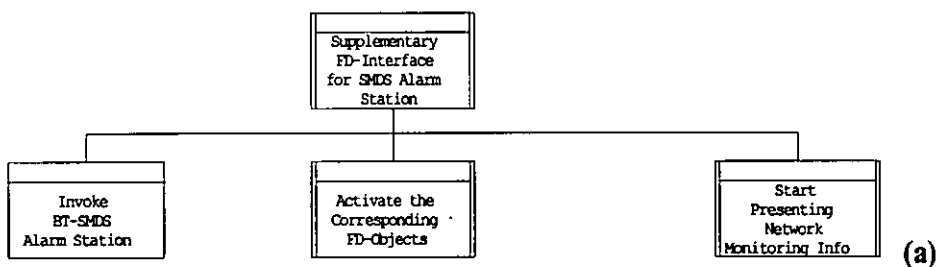 Supplementary
FD-Interface
for SMDS Alarm
Station
Invoke
BT-SMDS
Alarm Station
Activate the
Corresponding
FD-Objects
Start
Presenting
Network
Monitoring Info
(a)